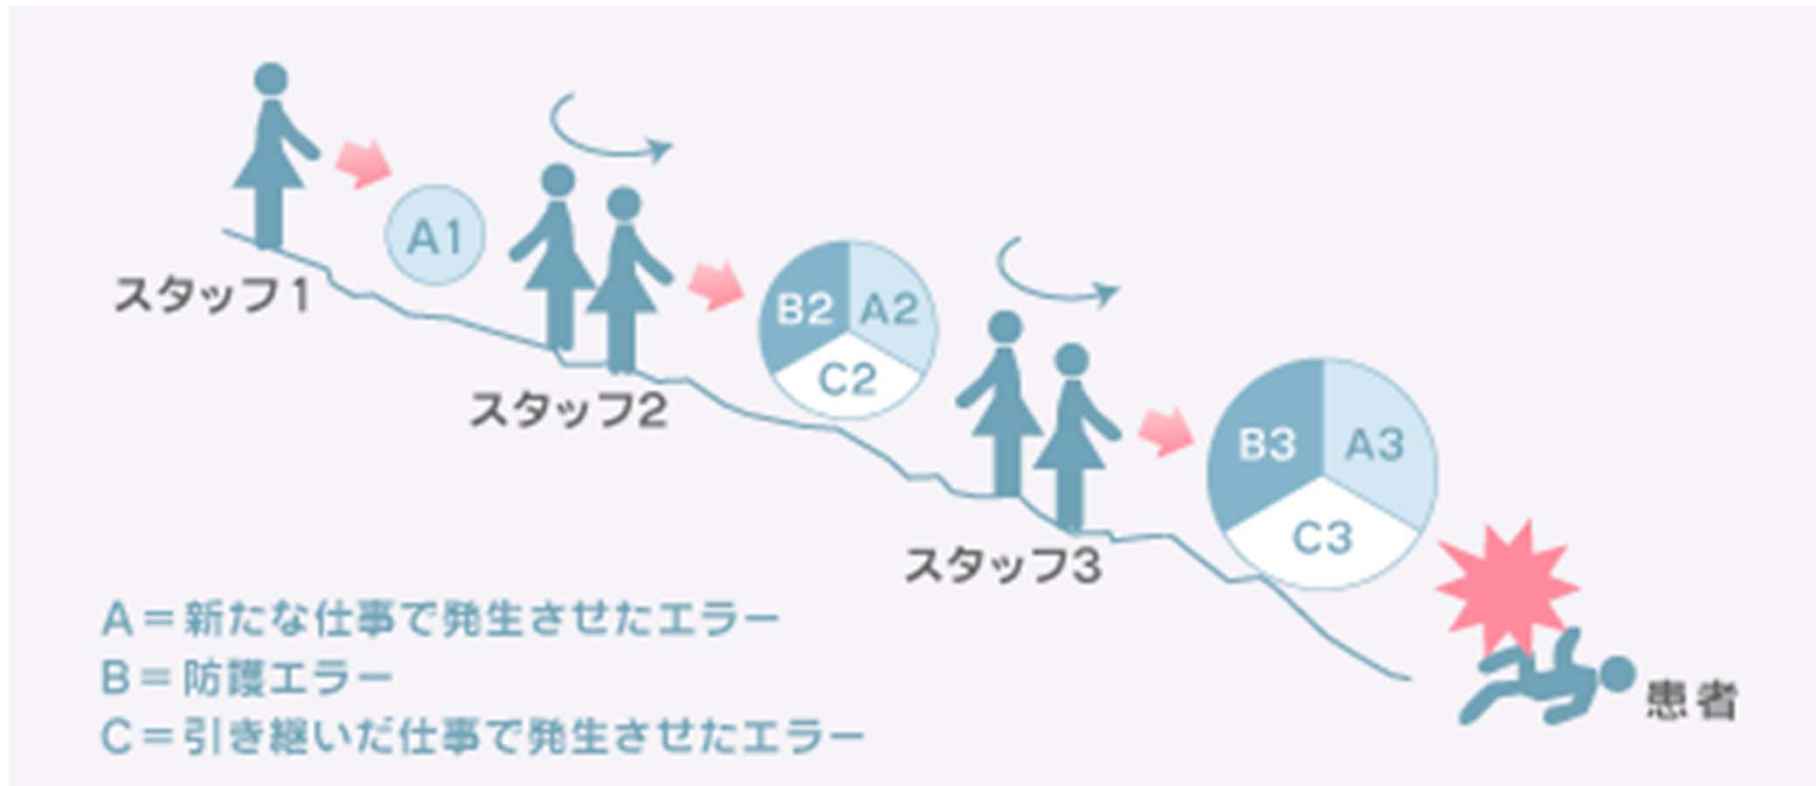 A1
スタッフ1
B2 A2
C2
スタッフ2
B3 A3
C3
スタッフ3
患者
A＝新たな仕事で発生させたエラー
B＝防護エラー
C＝引き継いだ仕事で発生させたエラー